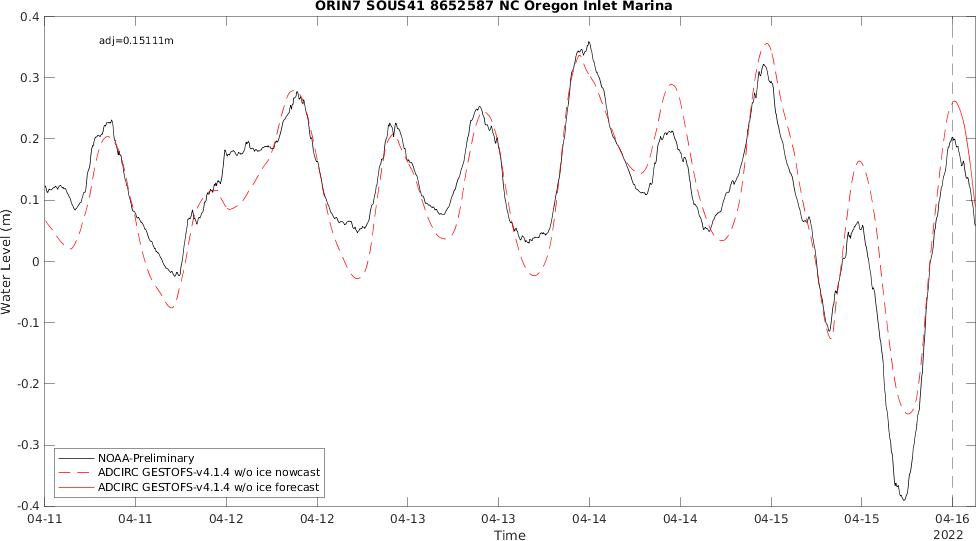 ORIN7 SOUS41 8652587 NC Oregon Inlet Marina
adj=0.15111m
0.4
0.3
0.2
0.1
0
-0.1
-0.2
-0.3
-0.4
Water Level (m)
NOAA-Preliminary
ADCIRC GESTOFS-v4.1.4 w/o ice nowcast
ADCIRC GESTOFS-v4.1.4 w/o ice forecast
04-11 04-11 04-12 04-12 04-13 04-13 04-14 04-14 04-15 04-15 04-16
Time
2022